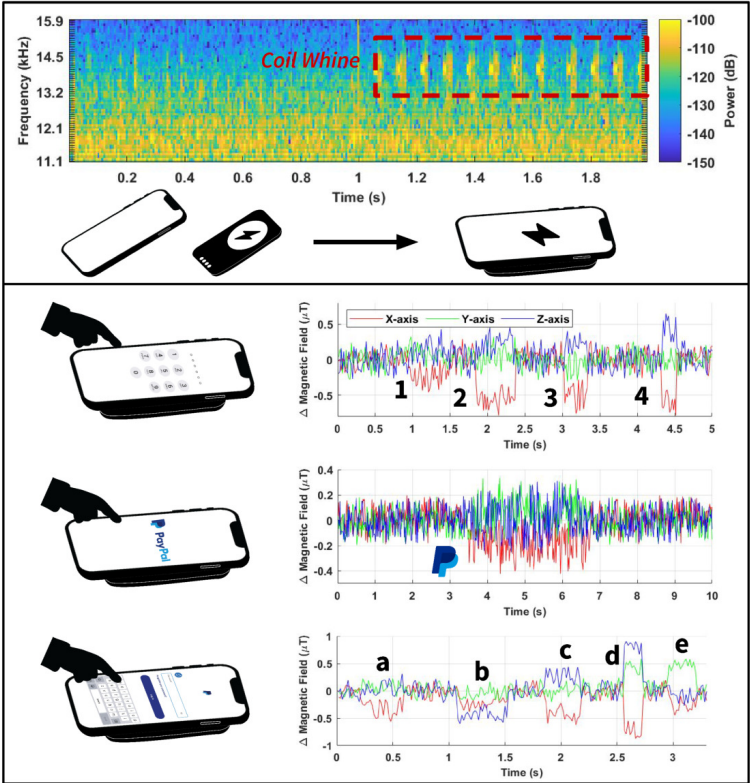 15.9
14.5
13.2
12.1
11.1
Frequency (kHz)
Coil Whine
0.2 0.4 0.6 0.8 1 1.2 1.4 1.6 1.8
Time (s)
-100
-110
-120
-130
-140
-150
Power (dB)
X-axis Y-axis Z-axis
0.5
0
-0.5
Δ Magnetic Field (μT)
1 2 3 4
0 0.5 1 1.5 2 2.5 3 3.5 4 4.5 5
Time (s)
PayPal
0.4
0.2
0
-0.2
-0.4
-0.6
Δ Magnetic Field (μT)
0 1 2 3 4 5 6 7 8 9 10
Time (s)
1
0.5
0
-0.5
-1
Δ Magnetic Field (μT)
a b c d e
0 0.5 1 1.5 2 2.5 3
Time (s)